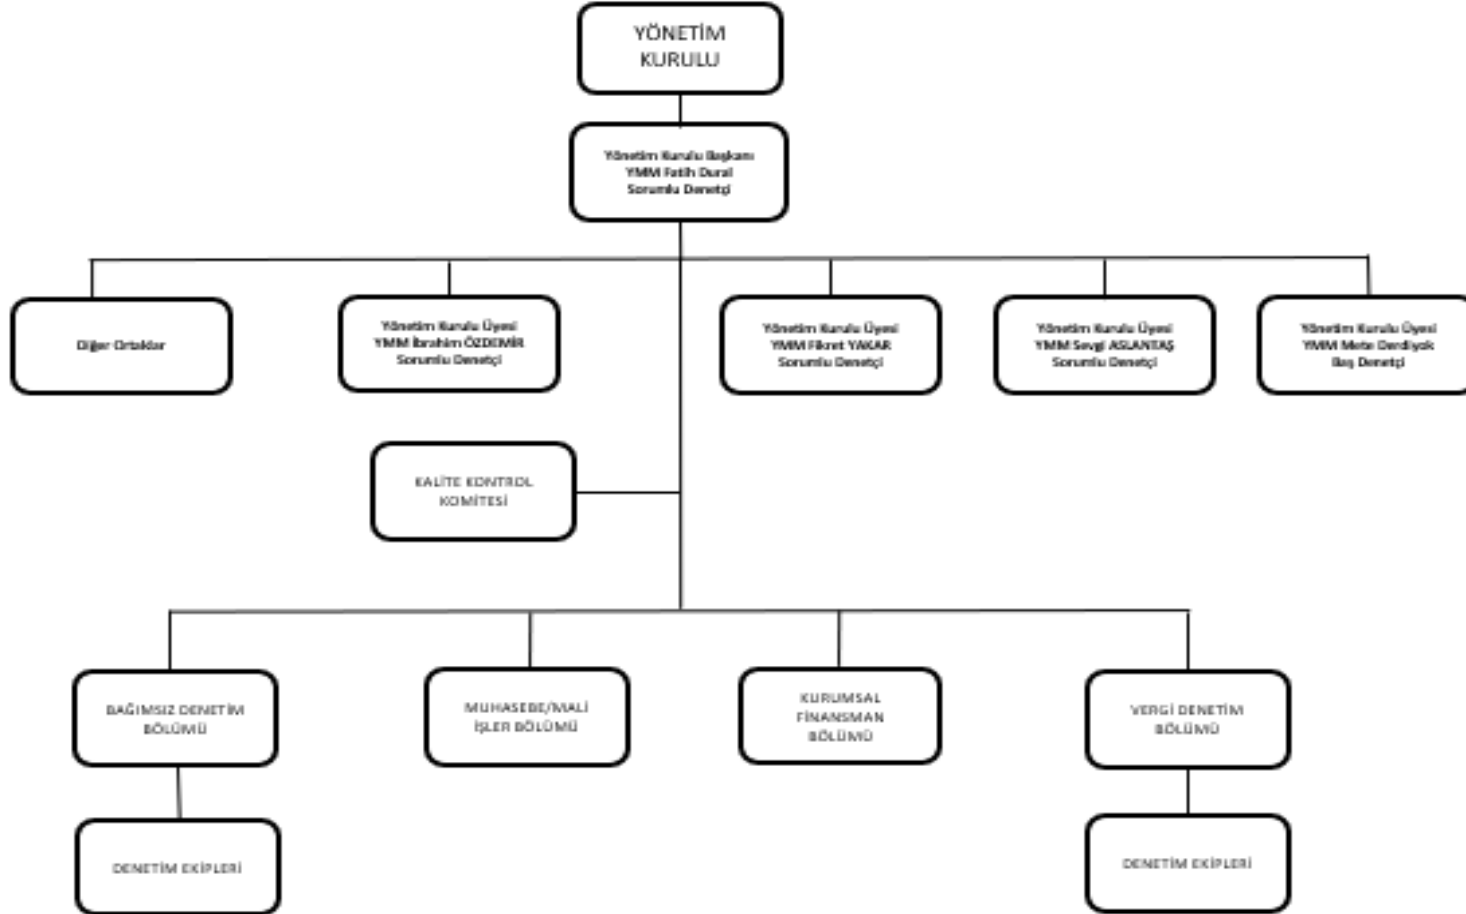 YÖNETİM
KURULU
Yönetim Kurulu Başkanı
YMM Fatih Dural
Sorumlu Denetçi
Diğer Ortaklar
Yönetim Kurulu Üyesi
YMM İbrahim ÖZDEMİR
Sorumlu Denetçi
Yönetim Kurulu Üyesi
YMM Fikret YAKAR
Sorumlu Denetçi
Yönetim Kurulu Üyesi
YMM Sevgi ASLANTAŞ
Sorumlu Denetçi
Yönetim Kurulu Üyesi
YMM Mete Derdiyok
Baş Denetçi
KALİTE KONTROL
KOMİTESİ
BAĞIMSIZ DENETİM
BÖLÜMÜ
MUHASEBE/MALİ
İŞLER BÖLÜMÜ
KURUMSAL
FİNANSMAN
BÖLÜMÜ
VERGİ DENETİM
BÖLÜMÜ
DENETİM EKİPLERİ
DENETİM EKİPLERİ